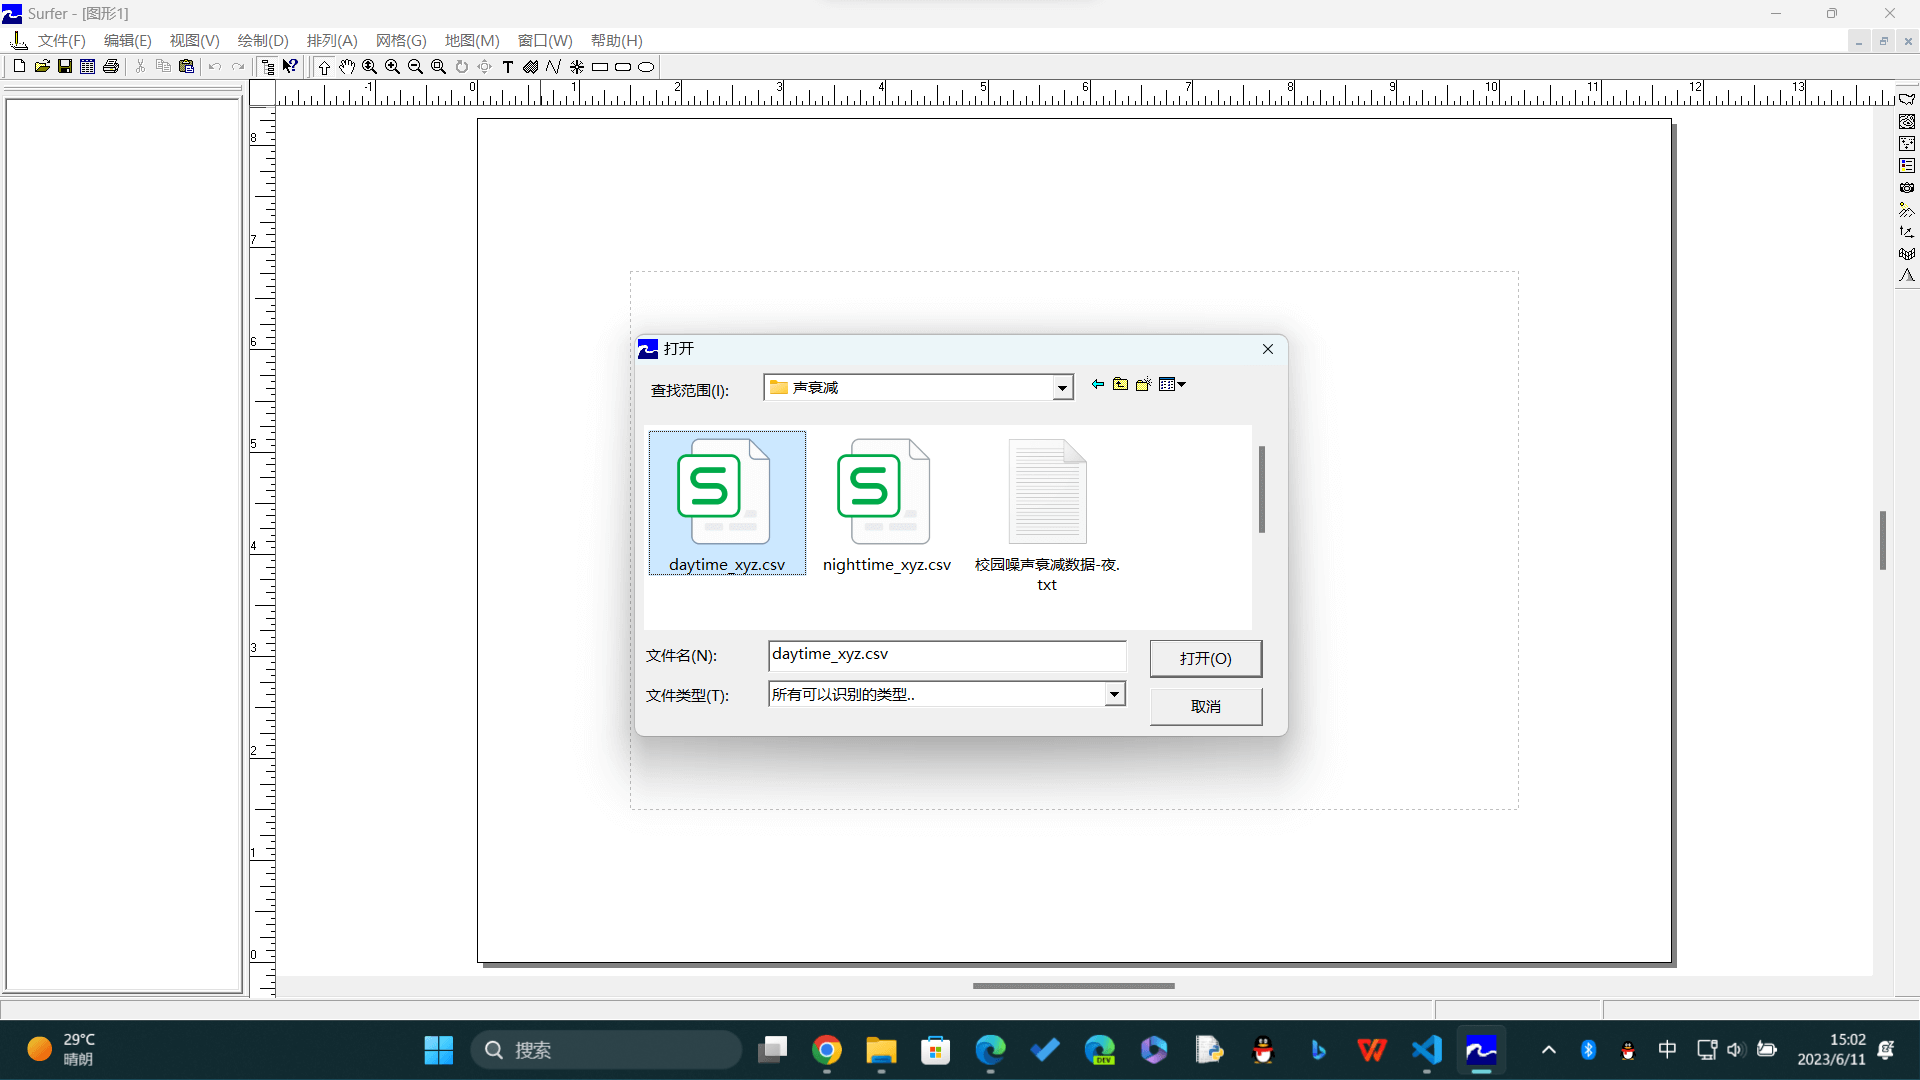 Surfer - [图形1]
文件(F) 编辑(E) 视图(V) 绘制(D) 排列(A) 网格(G) 地图(M) 窗口(W) 帮助(H)
-1 0 1 2 3 4 5 6 7 8 9 10 11 12 13
8
7
6
5
4
3
2
1
0
打开
查找范围(I):
声衰减
daytime_xyz.csv
nighttime_xyz.csv
校园噪声衰减数据-夜.
txt
文件名(N):
daytime_xyz.csv
打开(O)
文件类型(T):
所有可以识别的类型..
取消
29°C
晴朗
搜索
DEV
中
15:02
2023/6/11